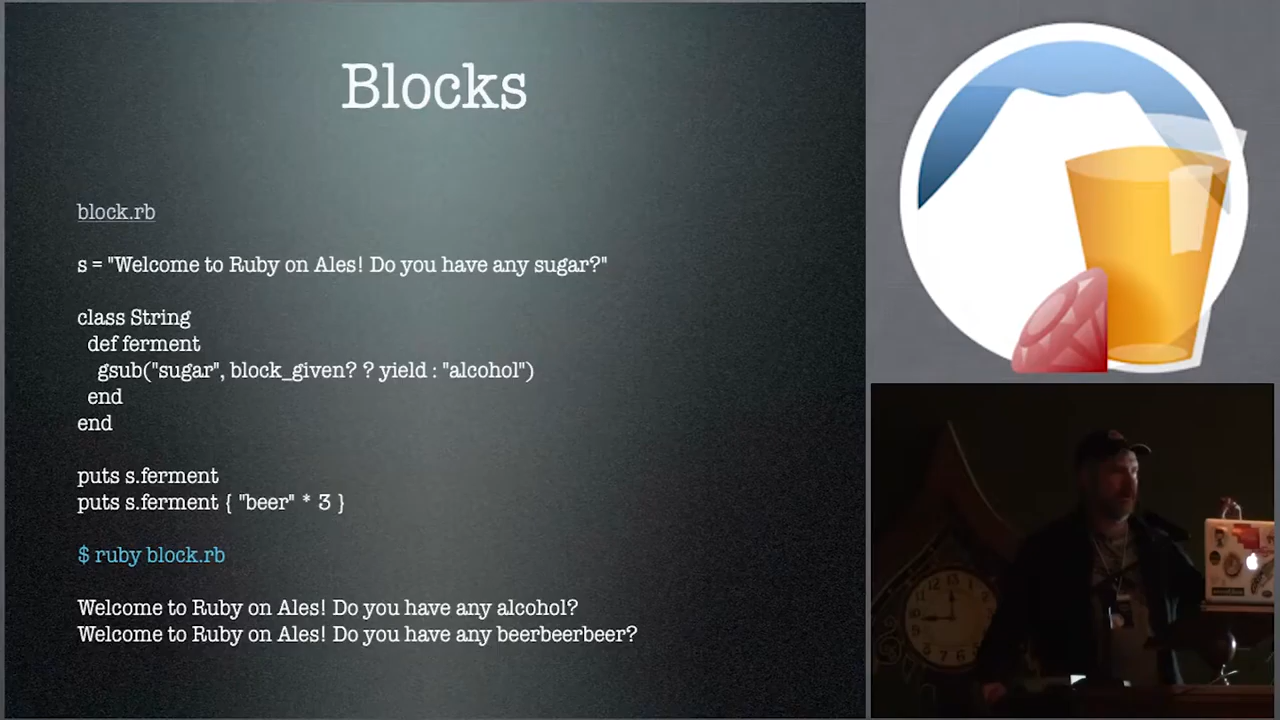 Blocks
block.rb
s = "Welcome to Ruby on Ales! Do you have any sugar?"
class String
def ferment
gsub("sugar", block_given? ? yield : "alcohol")
end
end
puts s.ferment
puts s.ferment { "beer" * 3 }
$ ruby block.rb
Welcome to Ruby on Ales! Do you have any alcohol?
Welcome to Ruby on Ales! Do you have any beerbeerbeer?